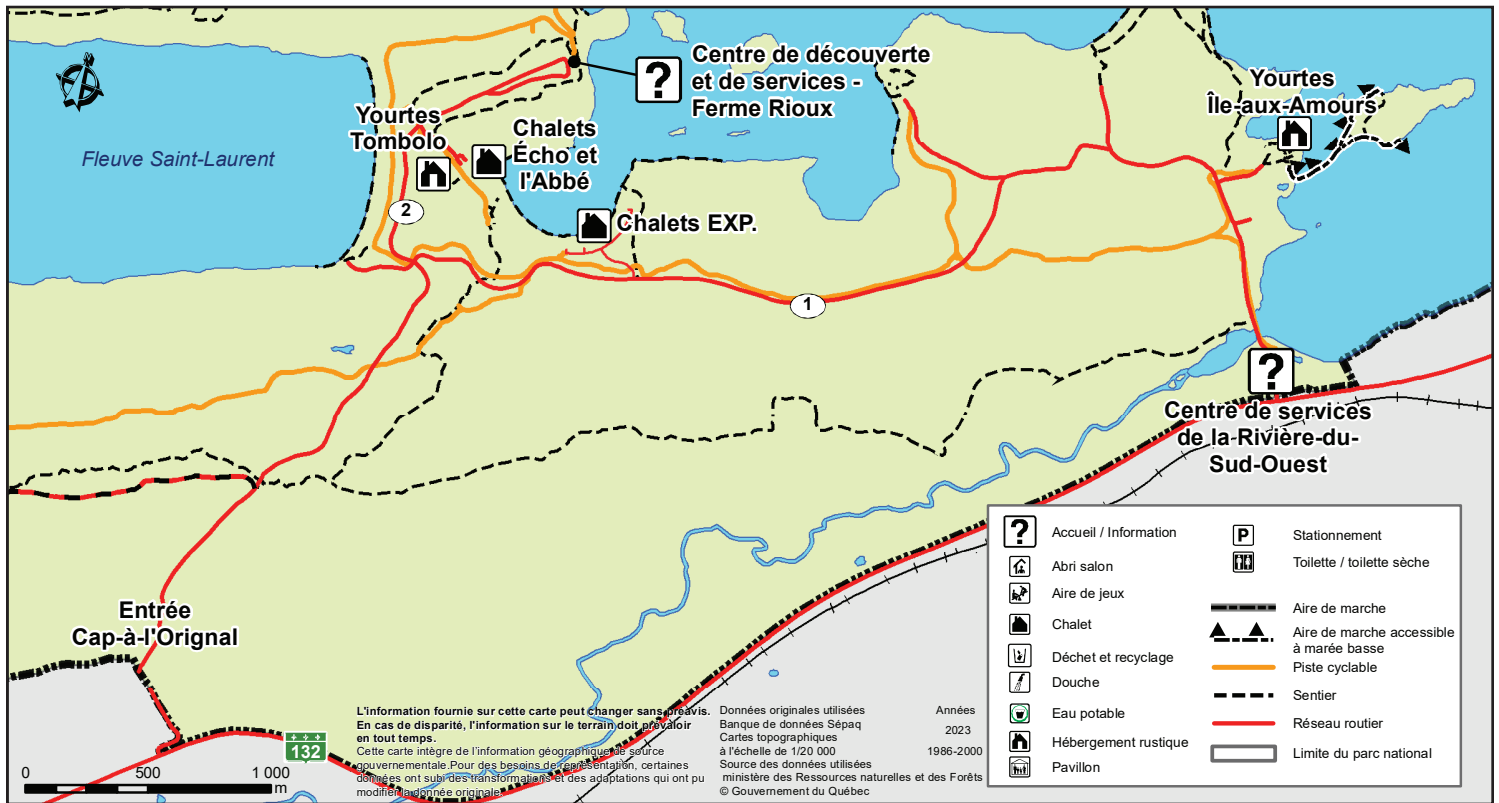 Centre de découverte
et de services -
Ferme Rioux
Yourtes
Île-aux-Amours
Yourtes
Tombolo
Chalets
Écho et
l'Abbé
Fleuve Saint-Laurent
2
Chalets EXP.
1
Centre de services
de la Rivière-du-
Sud-Ouest
Entrée
Cap-à-l'Orignal
132
0 500 1 000
m
L'information fournie sur cette carte peut changer sans préavis.
En cas de disparité, l'information sur le terrain doit prévaloir
en tout temps.
Cette carte intègre de l'information géographique de source
gouvernementale.Pour des besoins de représentation, certaines
données ont subi des transformations et des adaptations qui ont pu
modifier la donnée originale.
Données originales utilisées Années
Banque de données Sépaq 2023
Cartes topographiques
à l'échelle de 1/20 000 1986-2000
Source des données utilisées
ministère des Ressources naturelles et des Forêts
© Gouvernement du Québec
? Accueil / Information
Abri salon
Aire de jeux
Chalet
Déchet et recyclage
Douche
Eau potable
Hébergement rustique
Pavillon
P Stationnement
Toilette / toilette sèche
Aire de marche
Aire de marche accessible
à marée basse
Piste cyclable
Sentier
Réseau routier
Limite du parc national